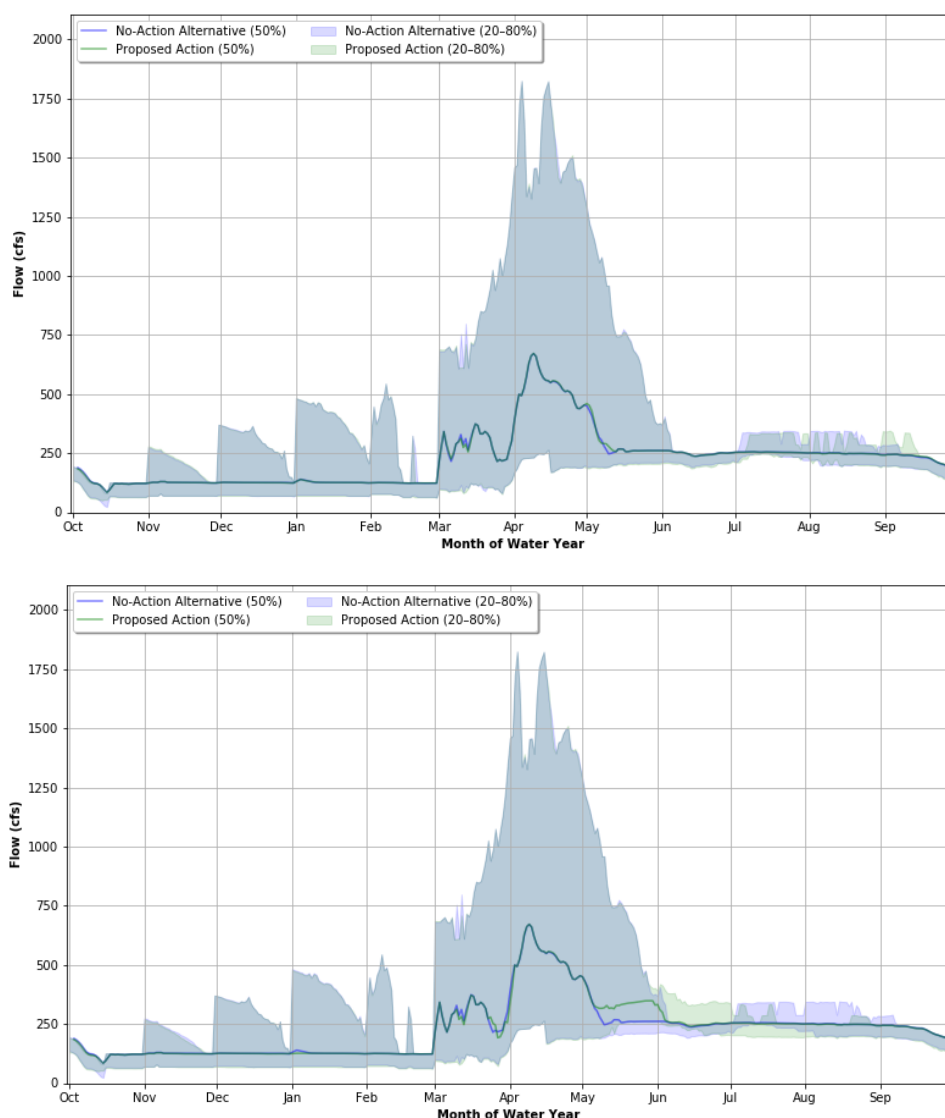 No-Action Alternative (50%) No-Action Alternative (20–80%)
Proposed Action (50%) Proposed Action (20–80%)
2000
1750
1500
1250
1000
750
500
250
0
Flow (cfs)
Oct Nov Dec Jan Feb Mar Apr May Jun Jul Aug Sep
Month of Water Year
No-Action Alternative (50%) No-Action Alternative (20–80%)
Proposed Action (50%) Proposed Action (20–80%)
2000
1750
1500
1250
1000
750
500
250
0
Flow (cfs)
Oct Nov Dec Jan Feb Mar Apr May Jun Jul Aug Sep
Month of Water Year